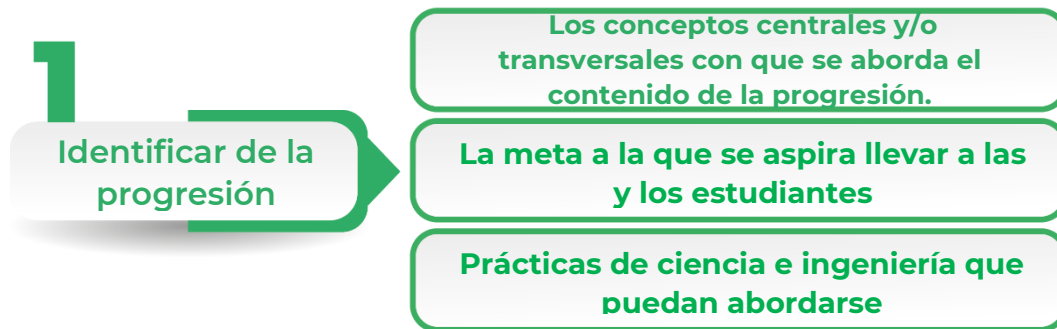 1
Identificar de la
progresión
Los conceptos centrales y/o
transversales con que se aborda el
contenido de la progresión.
La meta a la que se aspira llevar a las
y los estudiantes
Prácticas de ciencia e ingeniería que
puedan abordarse